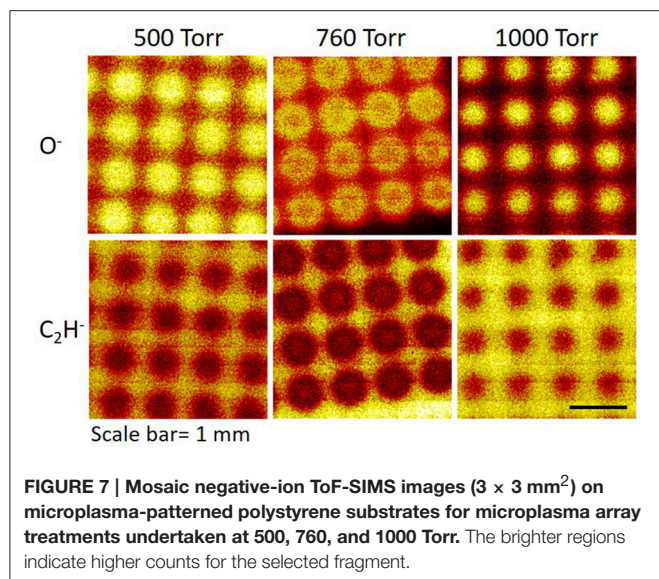 500 Torr 760 Torr 1000 Torr
O⁻
C₂H⁻
Scale bar= 1 mm
FIGURE 7 | Mosaic negative-ion ToF-SIMS images (3 × 3 mm²) on
microplasma-patterned polystyrene substrates for microplasma array
treatments undertaken at 500, 760, and 1000 Torr. The brighter regions
indicate higher counts for the selected fragment.